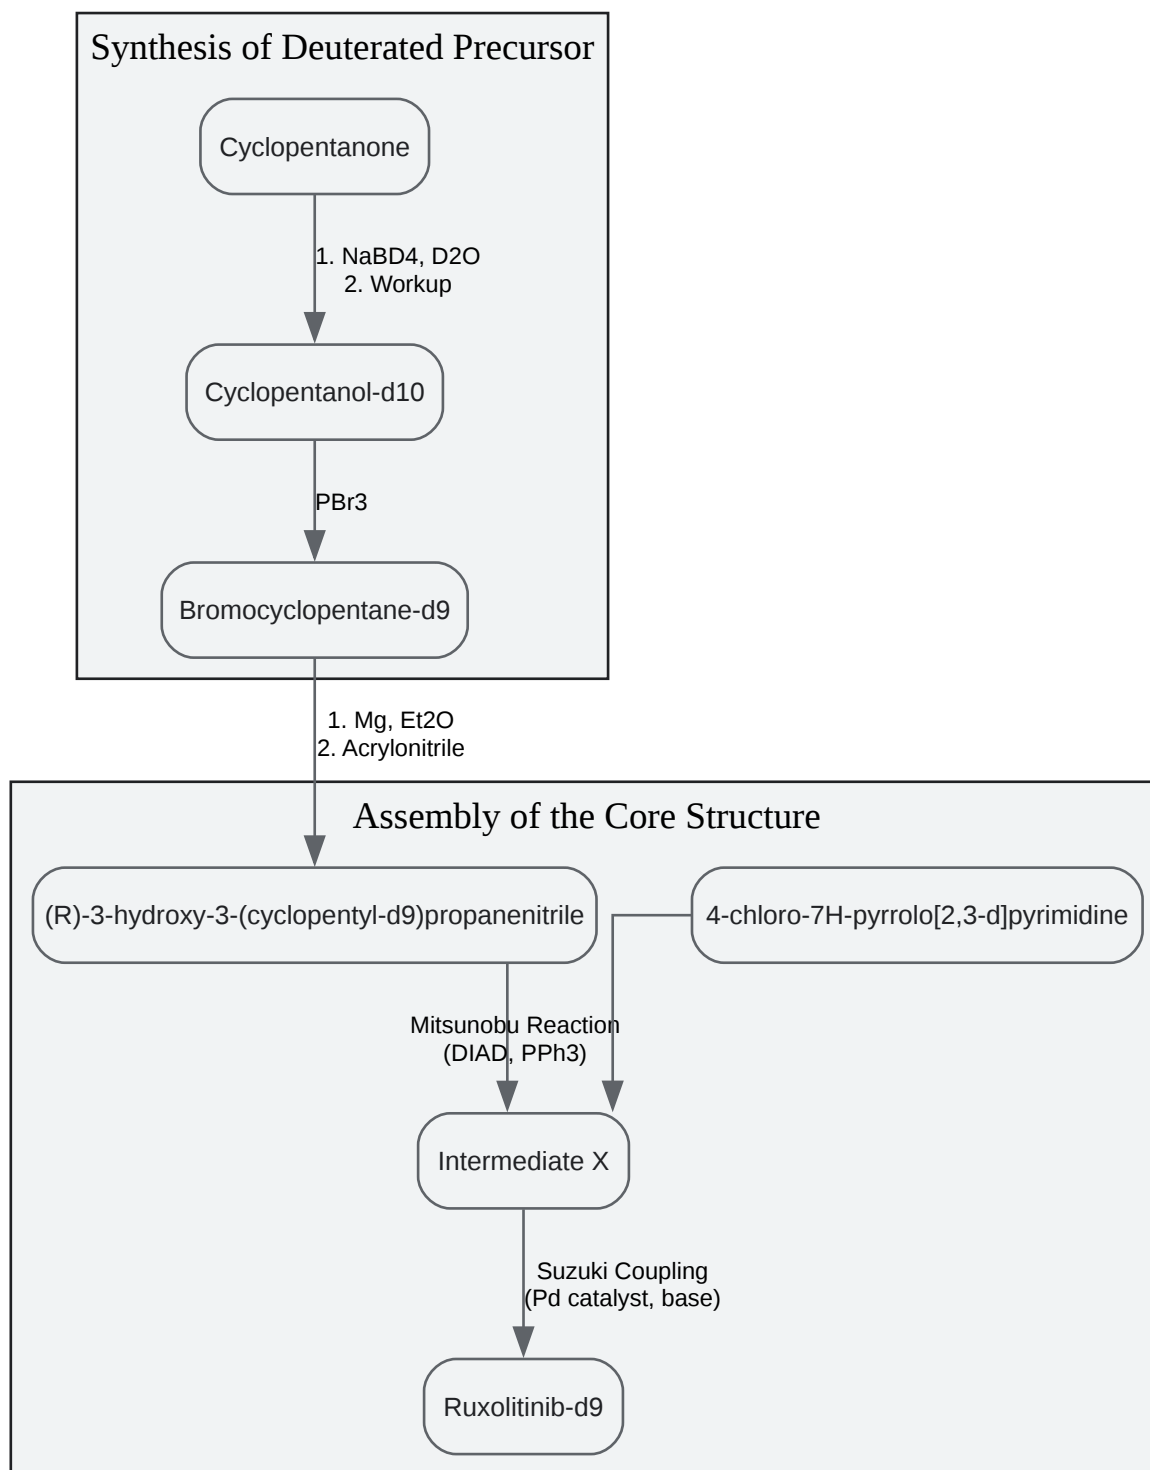 Synthesis of Deuterated Precursor
Cyclopentanone
1. NaBD4, D2O
2. Workup
Cyclopentanol-d10
PBr3
Bromocyclopentane-d9
1. Mg, Et2O
2. Acrylonitrile
Assembly of the Core Structure
(R)-3-hydroxy-3-(cyclopentyl-d9)propanenitrile
4-chloro-7H-pyrrolo[2,3-d]pyrimidine
Mitsunobu Reaction
(DIAD, PPh3)
Intermediate X
Suzuki Coupling
(Pd catalyst, base)
Ruxolitinib-d9